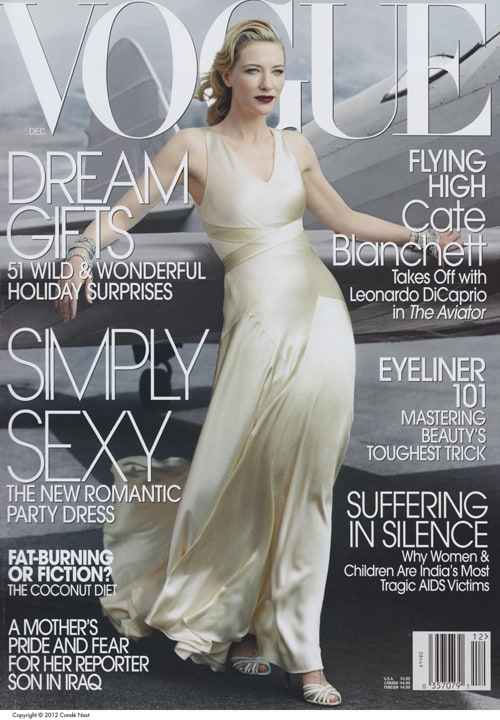 VOGUE
DEC
DREAM
GIFTS
51 WILD & WONDERFUL
HOLIDAY SURPRISES
SIMPLY
SEXY
THE NEW ROMANTIC
PARTY DRESS
FAT-BURNING
OR FICTION?
THE COCONUT DIET
A MOTHER'S
PRIDE AND FEAR
FOR HER REPORTER
SON IN IRAQ
FLYING
HIGH
Cate
Blanchett
Takes Off with
Leonardo DiCaprio
in The Aviator
EYELINER
101
MASTERING
BEAUTY'S
TOUGHEST TRICK
SUFFERING
IN SILENCE
Why Women &
Children Are India's Most
Tragic AIDS Victims
12>
0 357079 1
Copyright © 2012 Condé Nast